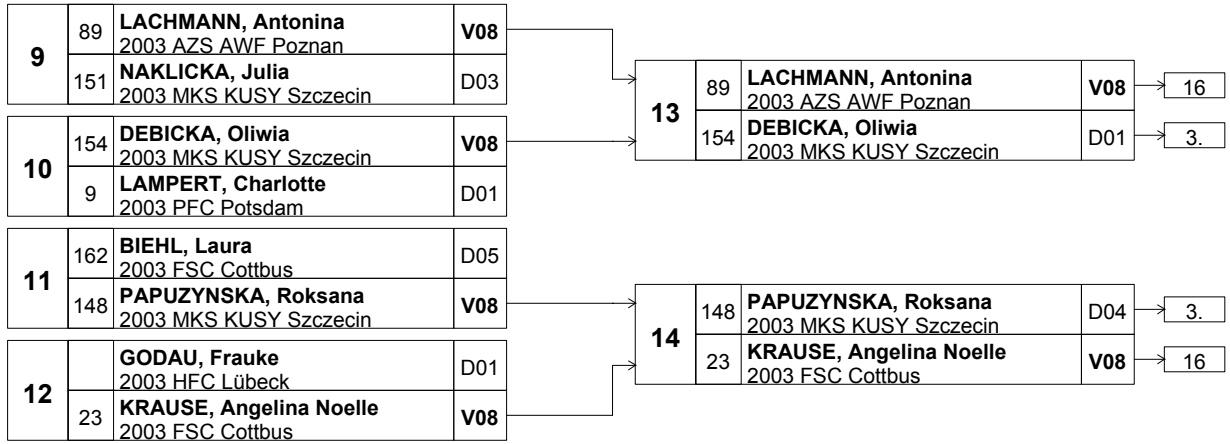 9
89 LACHMANN, Antonina V08
2003 AZS AWF Poznan
151 NAKLICKA, Julia D03
2003 MKS KUSY Szczecin
10
154 DEBICKA, Oliwia V08
2003 MKS KUSY Szczecin
9 LAMPERT, Charlotte D01
2003 PFC Potsdam
11
162 BIEHL, Laura D05
2003 FSC Cottbus
148 PAPUZYNSKA, Roksana V08
2003 MKS KUSY Szczecin
12
GODAU, Frauke D01
2003 HFC Lübeck
23 KRAUSE, Angelina Noelle V08
2003 FSC Cottbus
13
89 LACHMANN, Antonina V08 16
2003 AZS AWF Poznan
154 DEBICKA, Oliwia D01 3.
2003 MKS KUSY Szczecin
14
148 PAPUZYNSKA, Roksana D04 3.
2003 MKS KUSY Szczecin
23 KRAUSE, Angelina Noelle V08 16
2003 FSC Cottbus